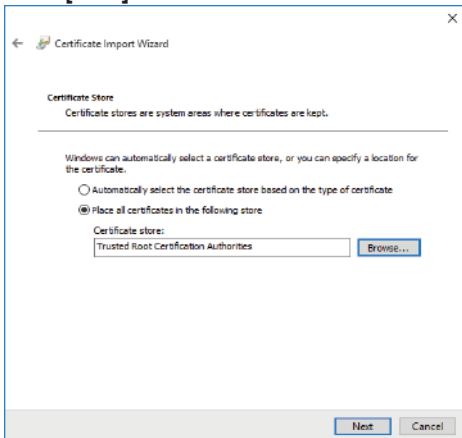 Certificate Import Wizard
Certificate Store
Certificate stores are system areas where certificates are kept.
Windows can automatically select a certificate store, or you can specify a location for
the certificate.
Automatically select the certificate store based on the type of certificate
Place all certificates in the following store
Certificate store:
Trusted Root Certification Authorities
Browse...
Next
Cancel